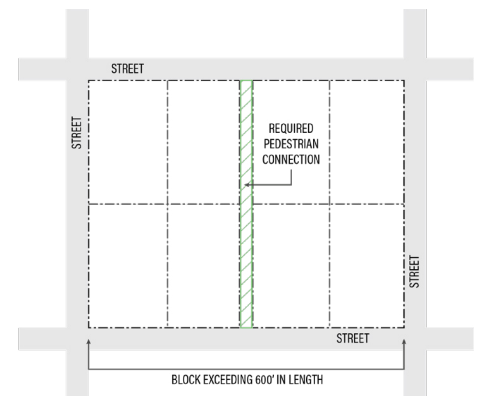 STREET
STREET
REQUIRED
PEDESTRIAN
CONNECTION
STREET
STREET
BLOCK EXCEEDING 600' IN LENGTH